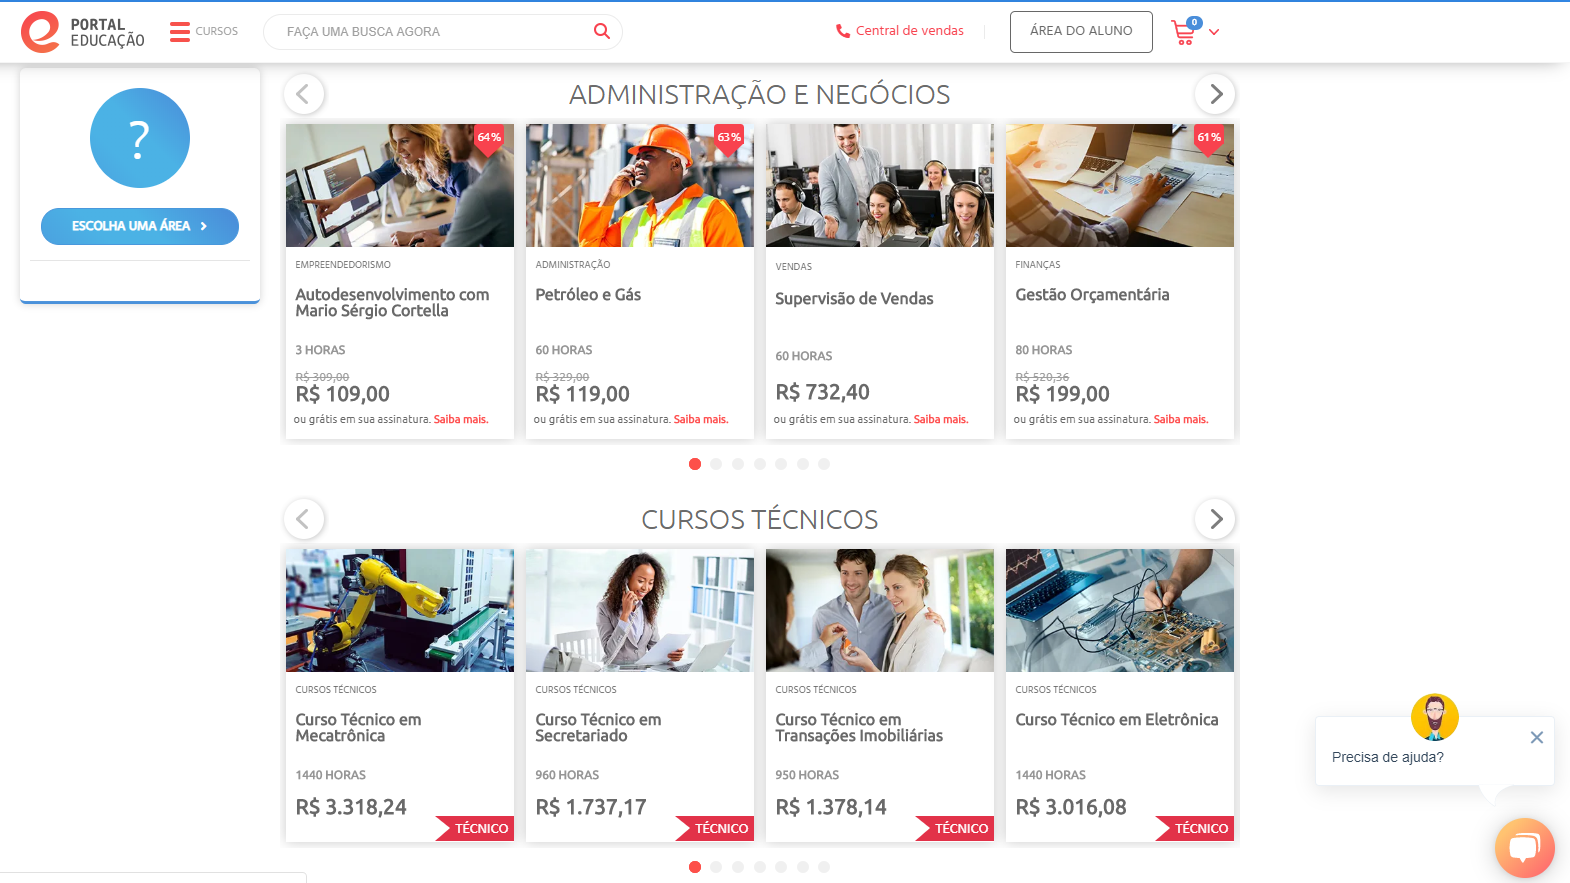 PORTAL
EDUCAÇÃO
CURSOS
FAÇA UMA BUSCA AGORA
Central de vendas
ÁREA DO ALUNO
0
?
ESCOLHA UMA ÁREA
ADMINISTRAÇÃO E NEGÓCIOS
64%
EMPREENDEDORISMO
Autodesenvolvimento com
Mario Sérgio Cortella
3 HORAS
R$ 309,00
R$ 109,00
ou grátis em sua assinatura. Saiba mais.
63%
ADMINISTRAÇÃO
Petróleo e Gás
60 HORAS
R$ 329,00
R$ 119,00
ou grátis em sua assinatura. Saiba mais.
VENDAS
Supervisão de Vendas
60 HORAS
R$ 732,40
ou grátis em sua assinatura. Saiba mais.
61%
FINANÇAS
Gestão Orçamentária
80 HORAS
R$ 520,36
R$ 199,00
ou grátis em sua assinatura. Saiba mais.
CURSOS TÉCNICOS
CURSOS TÉCNICOS
Curso Técnico em
Mecatrônica
1440 HORAS
R$ 3.318,24
TÉCNICO
CURSOS TÉCNICOS
Curso Técnico em
Secretariado
960 HORAS
R$ 1.737,17
TÉCNICO
CURSOS TÉCNICOS
Curso Técnico em
Transações Imobiliárias
950 HORAS
R$ 1.378,14
TÉCNICO
CURSOS TÉCNICOS
Curso Técnico em Eletrônica
1440 HORAS
R$ 3.016,08
TÉCNICO
Precisa de ajuda?